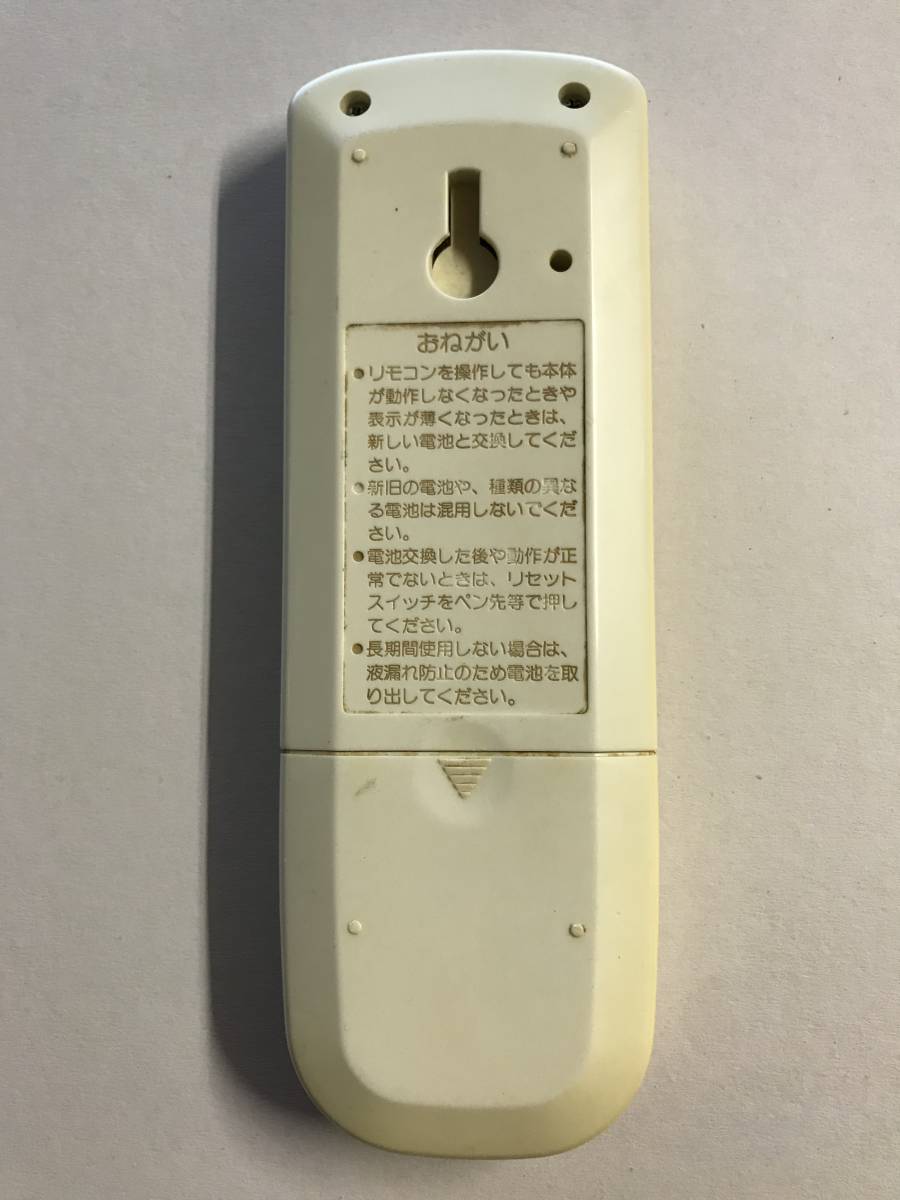 おねがい
●リモコンを操作しても本体
が動作しなくなったときや
表示が薄くなったときは、
新しい電池と交換してくだ
さい。
●新旧の電池や、種類の異な
る電池は混用しないでくだ
さい。
●電池交換した後や動作が正
常でないときは、リセット
スイッチをペン先等で押し
てください。
●長期間使用しない場合は、
液漏れ防止のため電池を取
り出してください。